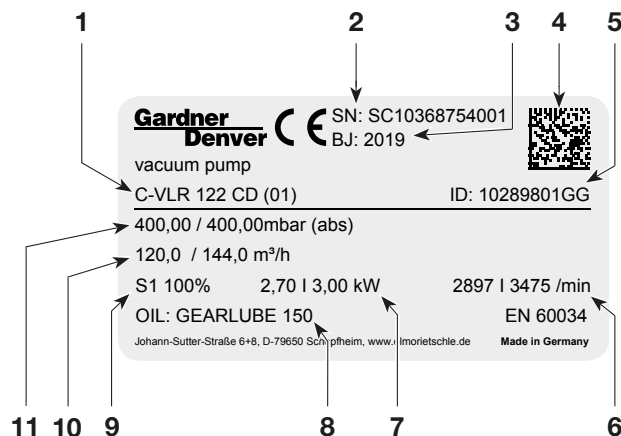 1 2 3 4 5
Gardner
Denver
CE SN: SC10368754001
BJ: 2019
vacuum pump
C-VLR 122 CD (01) ID: 10289801GG
400,00 / 400,00mbar (abs)
120,0 / 144,0 m³/h
S1 100% 2,70 I 3,00 kW 2897 I 3475 /min
OIL: GEARLUBE 150 EN 60034
Johann-Sutter-Straße 6+8, D-79650 www. Made in Germany
11 10 9 8 7 6